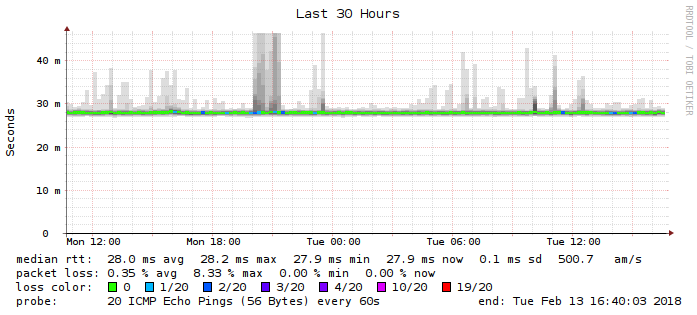 Last 30 Hours
RRDTOOL / TOBI OETIKER
Seconds
40 m
30 m
20 m
10 m
0
Mon 12:00 Mon 18:00 Tue 00:00 Tue 06:00 Tue 12:00
median rtt: 28.0 ms avg 28.2 ms max 27.9 ms min 27.9 ms now 0.1 ms sd 500.7 am/s
packet loss: 0.35 % avg 8.33 % max 0.00 % min 0.00 % now
loss color: 0 1/20 2/20 3/20 4/20 10/20 19/20
probe: 20 ICMP Echo Pings (56 Bytes) every 60s end: Tue Feb 13 16:40:03 2018